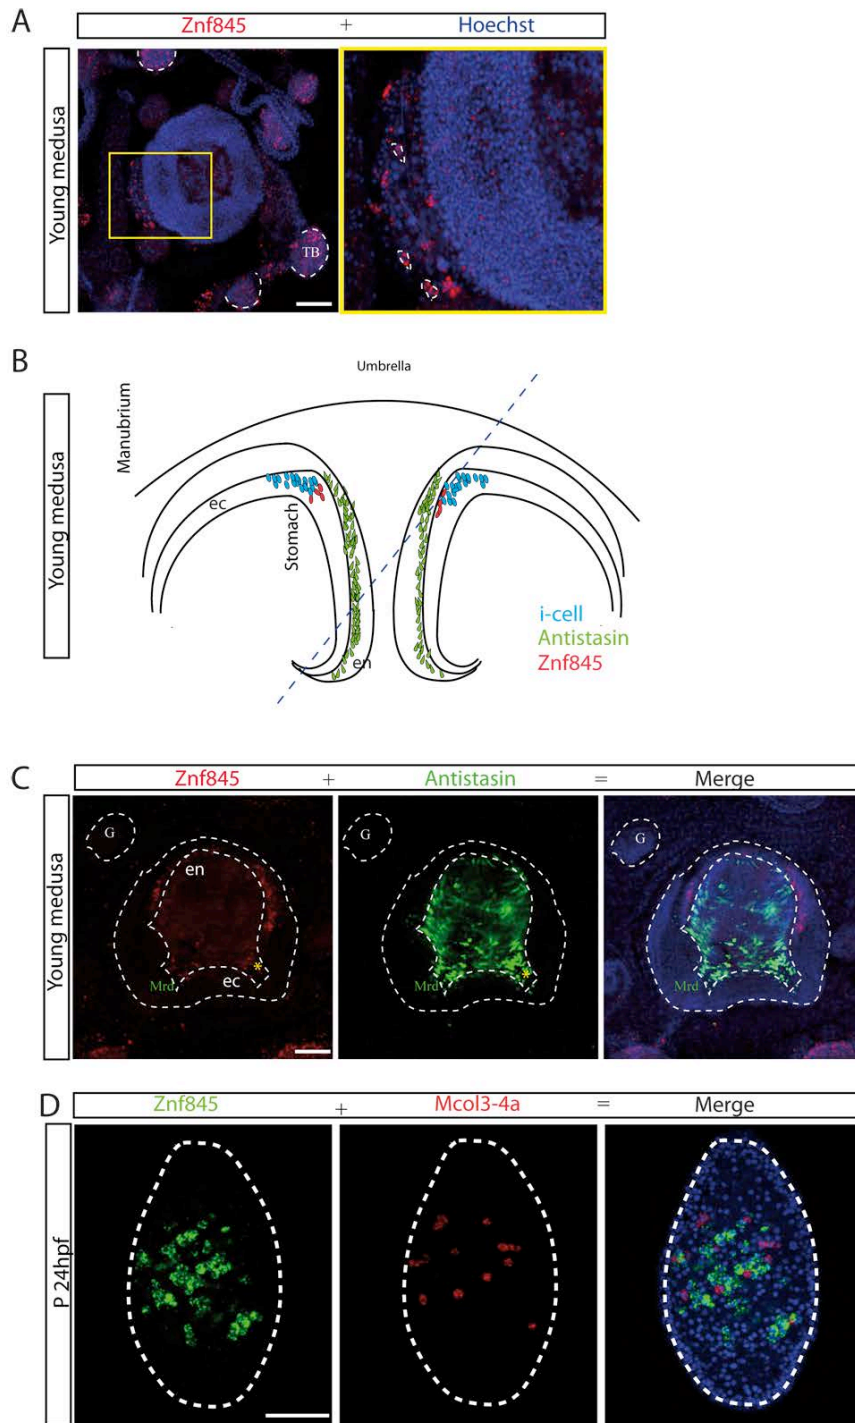 A
Znf845 + Hoechst
Young medusa
TB
B
Umbrella
Young medusa
Manubrium
ec
Stomach
en
i-cell
Antistasin
Znf845
C
Znf845 + Antistasin = Merge
Young medusa
G
en
*
Mrd
ec
G
*
Mrd
G
Mrd
D
Znf845 + Mcol3-4a = Merge
P 24hpf